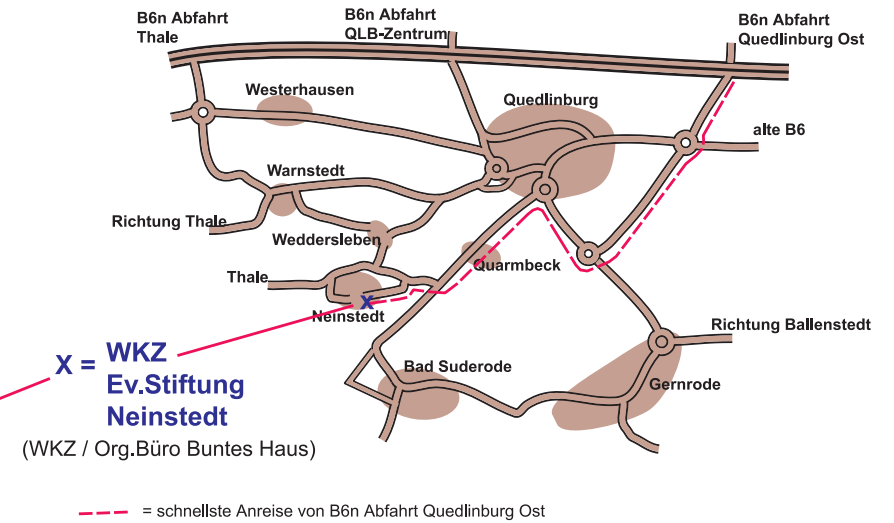 B6n Abfahrt
Thale
B6n Abfahrt
QLB-Zentrum
B6n Abfahrt
Quedlinburg Ost
Westerhausen
Quedlinburg
alte B6
Warnstedt
Richtung Thale
Weddersleben
Quarmbeck
Thale
X
Neinstedt
Richtung Ballenstedt
Bad Suderode
Gernrode
X = WKZ
Ev.Stiftung
Neinstedt
(WKZ / Org.Büro Buntes Haus)
= schnellste Anreise von B6n Abfahrt Quedlinburg Ost